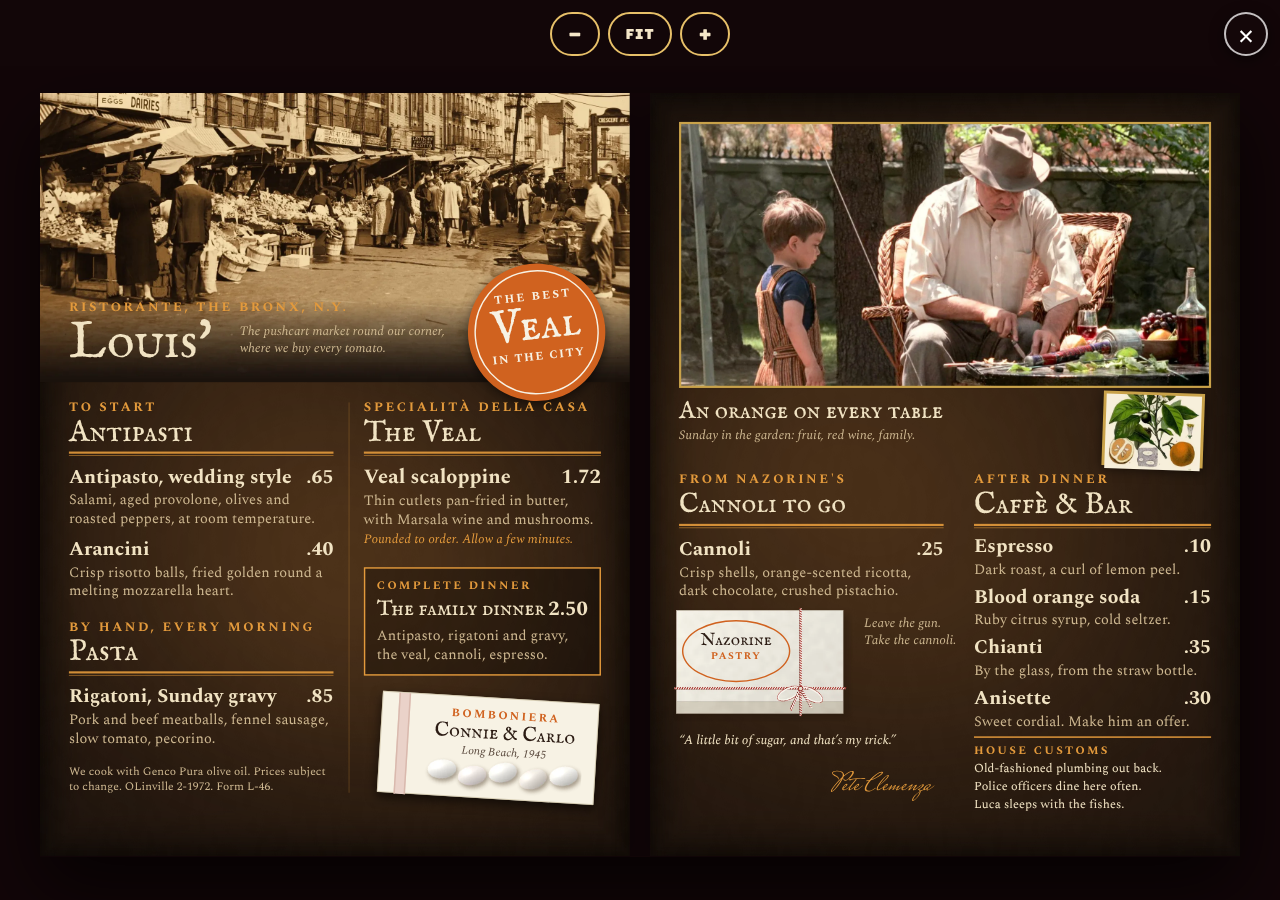 −
FIT
+
×
EGGS DAIRIES
CRESCENT AVE.
RISTORANTE, THE BRONX, N.Y.
Louis’
The pushcart market round our corner,
where we buy every tomato.
THE BEST
Veal
IN THE CITY
TO START
Antipasti
Antipasto, wedding style .65
Salami, aged provolone, olives and
roasted peppers, at room temperature.
Arancini .40
Crisp risotto balls, fried golden round a
melting mozzarella heart.
BY HAND, EVERY MORNING
Pasta
Rigatoni, Sunday gravy .85
Pork and beef meatballs, fennel sausage,
slow tomato, pecorino.
We cook with Genco Pura olive oil. Prices subject
to change. OLinville 2-1972. Form L-46.
SPECIALITÀ DELLA CASA
The Veal
Veal scaloppine 1.72
Thin cutlets pan-fried in butter,
with Marsala wine and mushrooms.
Pounded to order. Allow a few minutes.
COMPLETE DINNER
The family dinner 2.50
Antipasto, rigatoni and gravy,
the veal, cannoli, espresso.
BOMBONIERA
Connie & Carlo
Long Beach, 1945
An orange on every table
Sunday in the garden: fruit, red wine, family.
FROM NAZORINE'S
Cannoli to go
Cannoli .25
Crisp shells, orange-scented ricotta,
dark chocolate, crushed pistachio.
Nazorine
PASTRY
Leave the gun.
Take the cannoli.
“A little bit of sugar, and that’s my trick.”
Pete Clemenza
AFTER DINNER
Caffè & Bar
Espresso .10
Dark roast, a curl of lemon peel.
Blood orange soda .15
Ruby citrus syrup, cold seltzer.
Chianti .35
By the glass, from the straw bottle.
Anisette .30
Sweet cordial. Make him an offer.
HOUSE CUSTOMS
Old-fashioned plumbing out back.
Police officers dine here often.
Luca sleeps with the fishes.